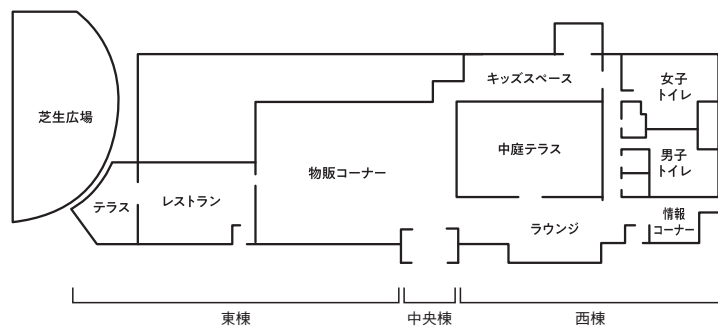 キッズスペース
女子
トイレ
芝生広場
中庭テラス
物販コーナー
男子
トイレ
テラス
レストラン
情報
コーナー
ラウンジ
東棟
中央棟
西棟